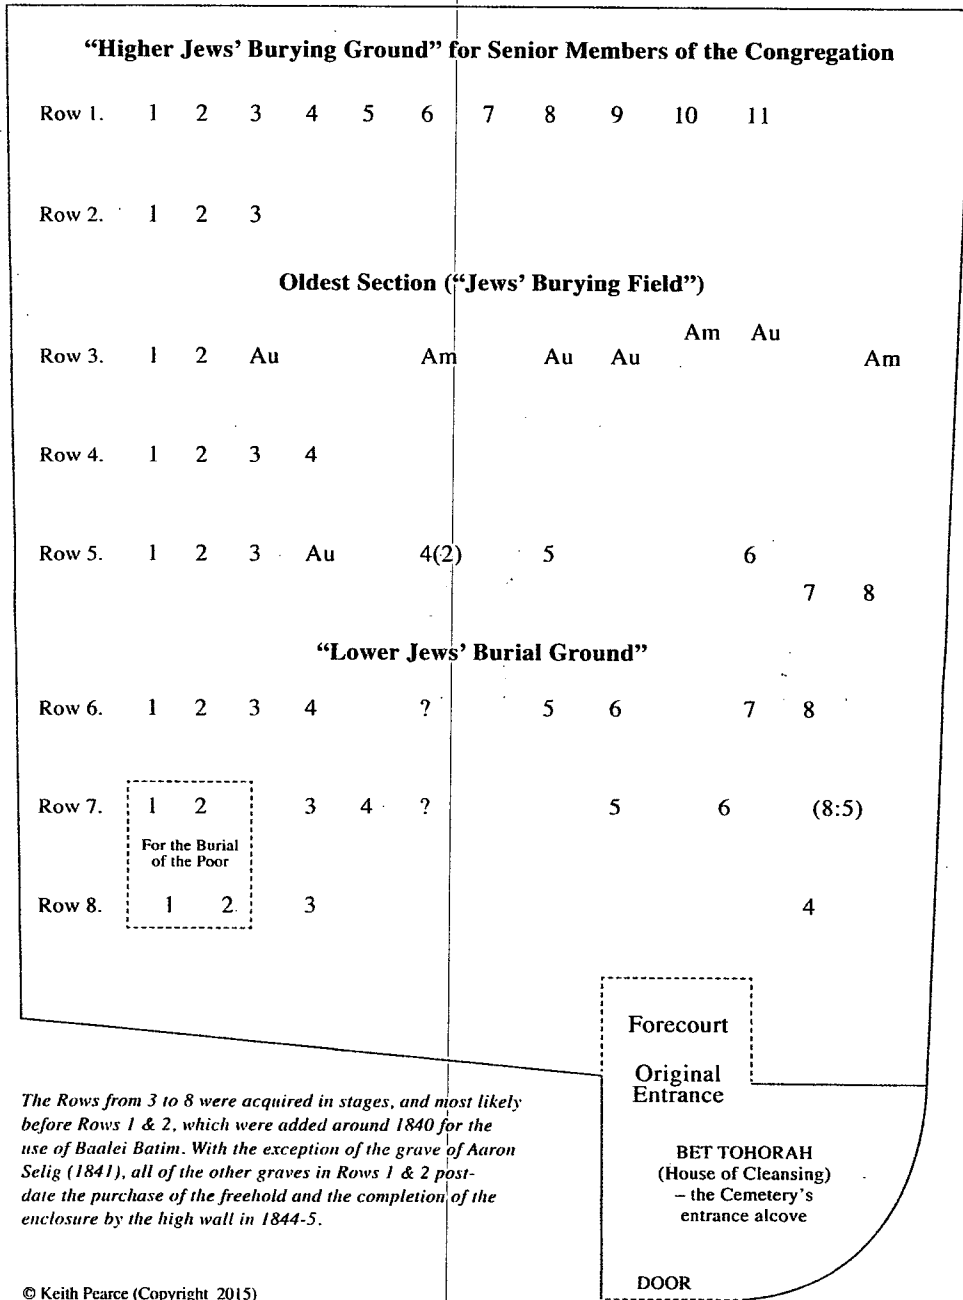 “Higher Jews’ Burying Ground” for Senior Members of the Congregation
Row 1. 1 2 3 4 5 6 7 8 9 10 11
Row 2. 1 2 3
Oldest Section (“Jews’ Burying Field”)
Am Au
Row 3. 1 2 Au Am Au Au Am
Row 4. 1 2 3 4
Row 5. 1 2 3 Au 4(2) 5 6
7 8
“Lower Jews’ Burial Ground”
Row 6. 1 2 3 4 ? 5 6 7 8
Row 7. 1 2 3 4 ? 5 6 (8:5)
For the Burial
of the Poor
Row 8. 1 2 3 4
Forecourt
Original
Entrance
The Rows from 3 to 8 were acquired in stages, and most likely
before Rows 1 & 2, which were added around 1840 for the
use of Baalei Batim. With the exception of the grave of Aaron
Selig (1841), all of the other graves in Rows 1 & 2 post-
date the purchase of the freehold and the completion of the
enclosure by the high wall in 1844-5.
BET TOHORAH
(House of Cleansing)
– the Cemetery’s
entrance alcove
DOOR
© Keith Pearce (Copyright 2015)